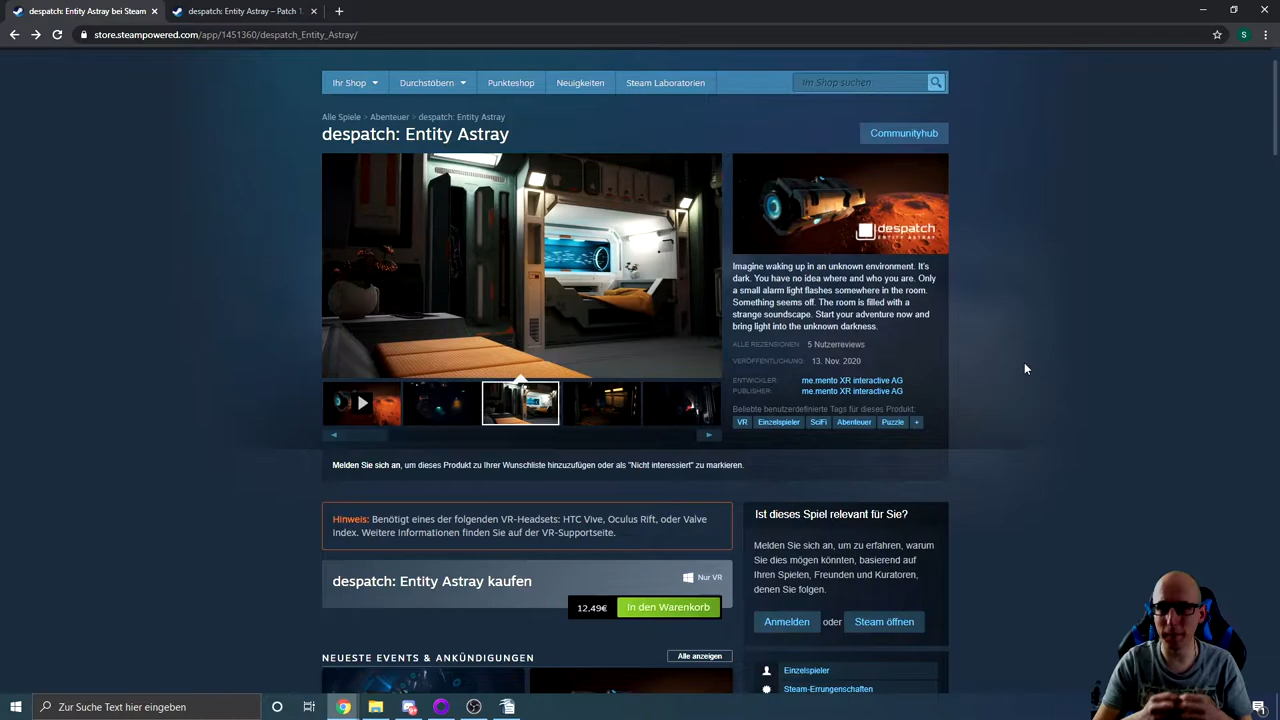 despatch: Entity Astray bei Steam
despatch: Entity Astray – Patch 1.
store.steampowered.com/app/1451360/despatch_Entity_Astray/
S
Ihr Shop
Durchstöbern
Punkteshop
Neuigkeiten
Steam Laboratorien
Im Shop suchen
Alle Spiele > Abenteuer > despatch: Entity Astray
despatch: Entity Astray
Communityhub
despatch
ENTITY ASTRAY
Imagine waking up in an unknown environment. It's
dark. You have no idea where and who you are. Only
a small alarm light flashes somewhere in the room.
Something seems off. The room is filled with a
strange soundscape. Start your adventure now and
bring light into the unknown darkness.
ALLE REZENSIONEN: 5 Nutzerreviews
VERÖFFENTLICHUNG: 13. Nov. 2020
ENTWICKLER: me.mento XR interactive AG
PUBLISHER: me.mento XR interactive AG
Beliebte benutzerdefinierte Tags für dieses Produkt:
VR Einzelspieler SciFi Abenteuer Puzzle +
Melden Sie sich an, um dieses Produkt zu Ihrer Wunschliste hinzuzufügen oder als "Nicht interessiert" zu markieren.
Hinweis: Benötigt eines der folgenden VR-Headsets: HTC Vive, Oculus Rift, oder Valve
Index. Weitere Informationen finden Sie auf der VR-Supportseite.
despatch: Entity Astray kaufen
Nur VR
12,49€
In den Warenkorb
Ist dieses Spiel relevant für Sie?
Melden Sie sich an, um zu erfahren, warum
Sie dies mögen könnten, basierend auf
Ihren Spielen, Freunden und Kuratoren,
denen Sie folgen.
Anmelden oder Steam öffnen
NEUESTE EVENTS & ANKÜNDIGUNGEN
Alle anzeigen
Einzelspieler
Steam-Errungenschaften
Zur Suche Text hier eingeben